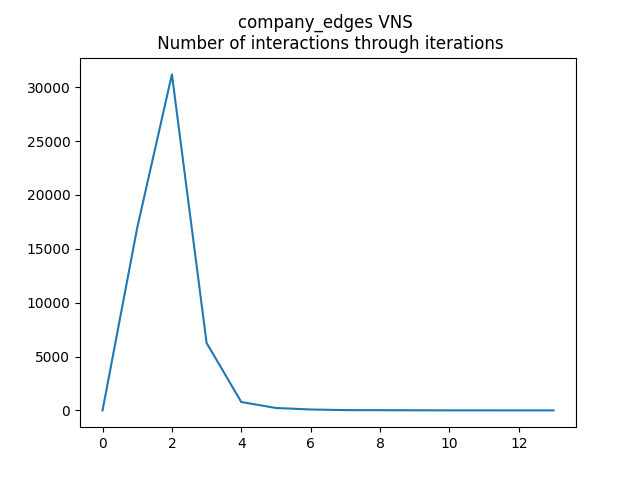 company_edges VNS
Number of interactions through iterations
30000
25000
20000
15000
10000
5000
0
0 2 4 6 8 10 12